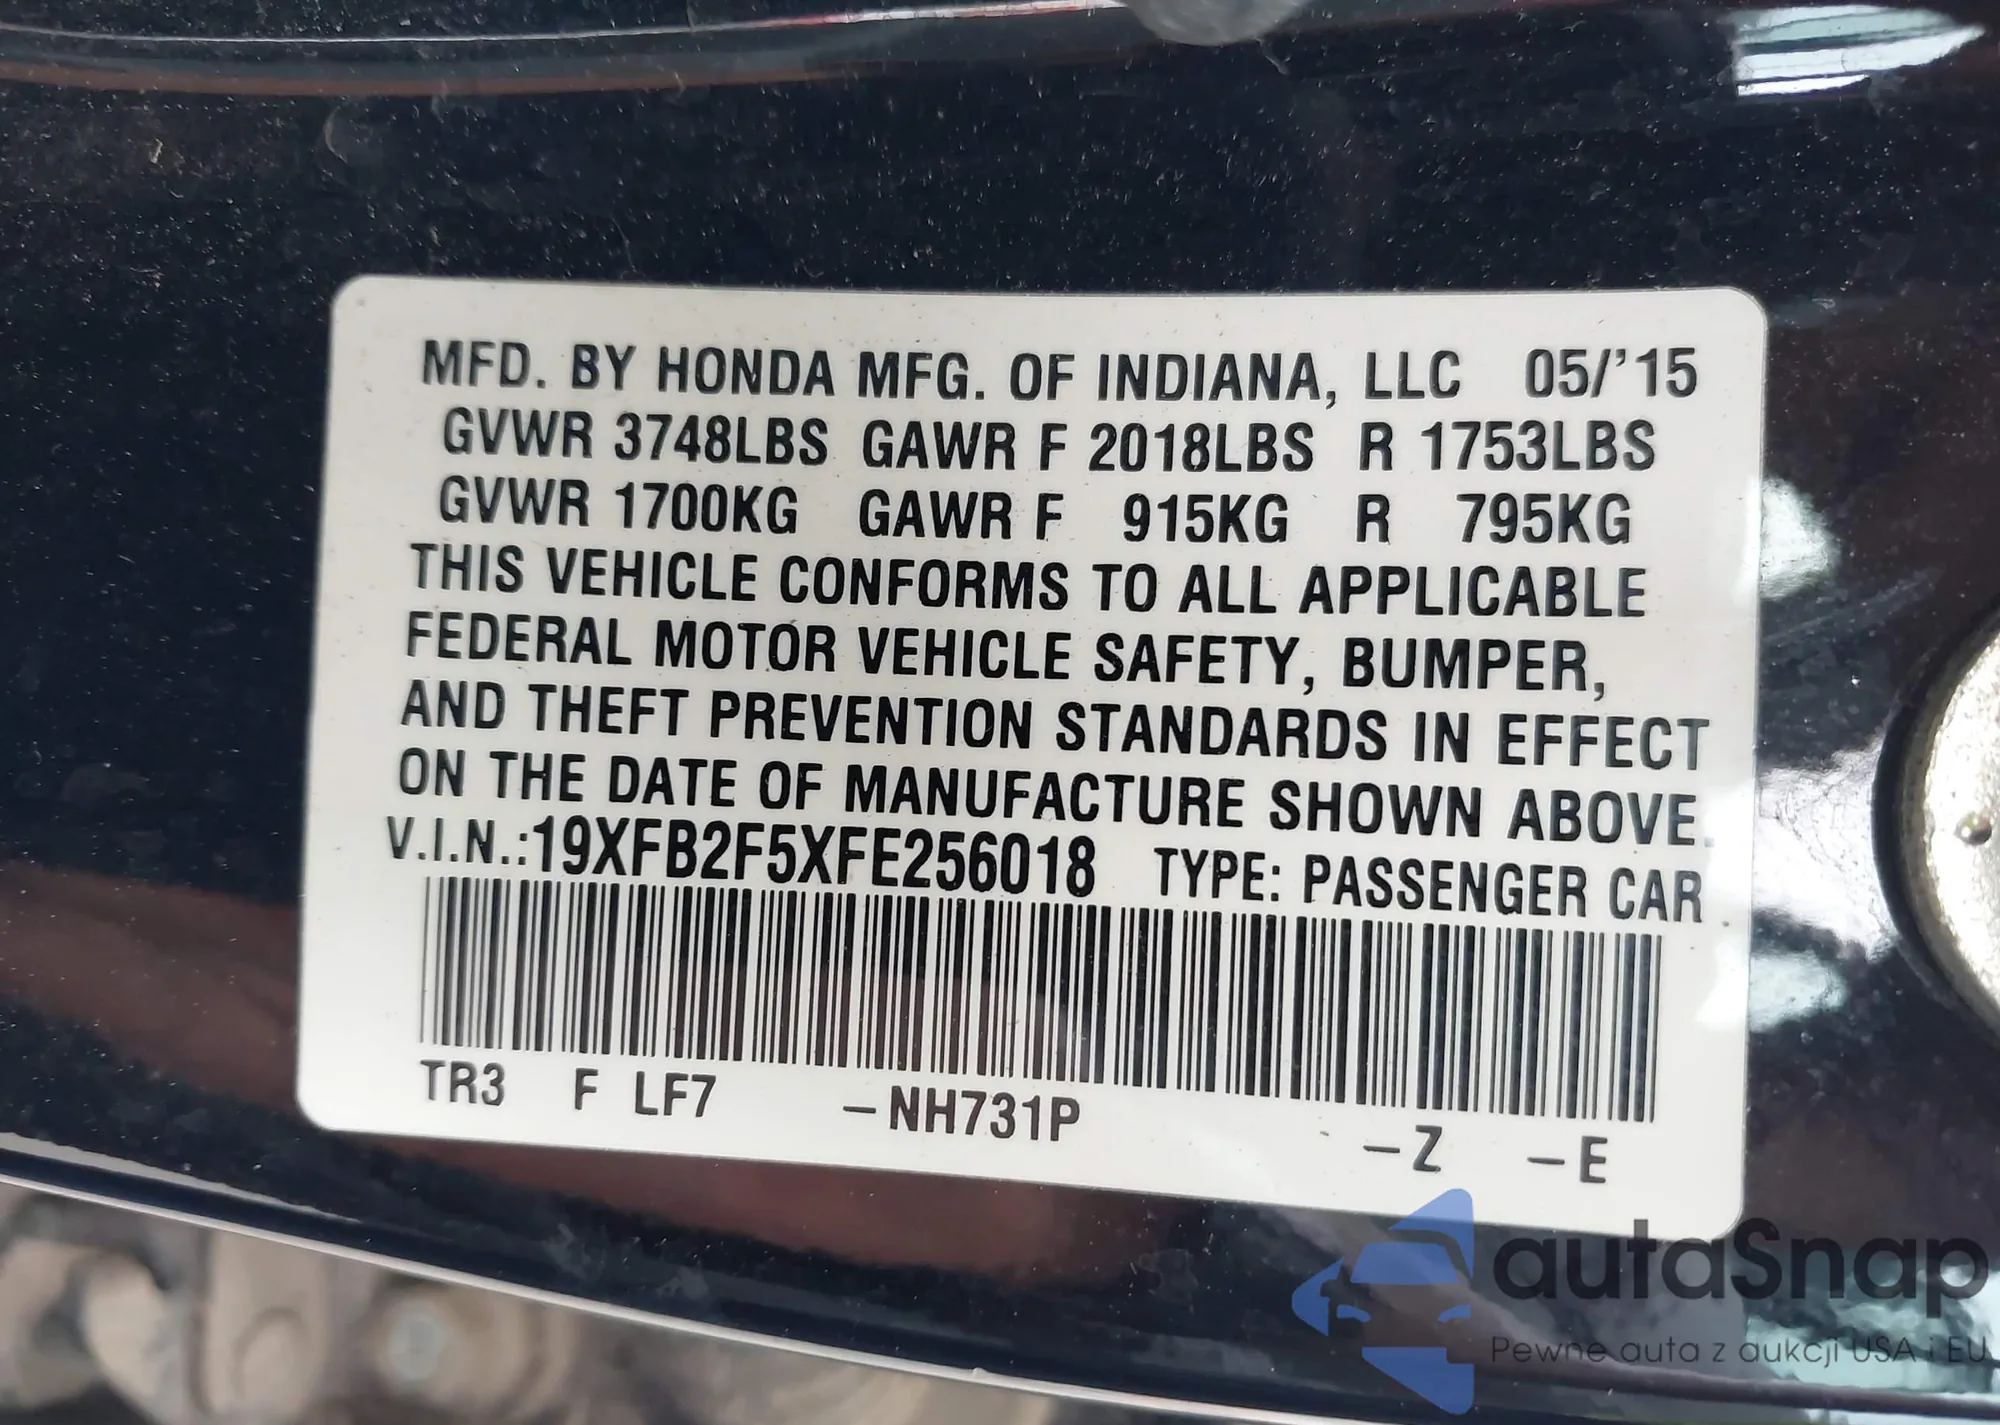 MFD. BY HONDA MFG. OF INDIANA, LLC 05/'15
GVWR 3748LBS GAWR F 2018LBS R 1753LBS
GVWR 1700KG GAWR F 915KG R 795KG
THIS VEHICLE CONFORMS TO ALL APPLICABLE
FEDERAL MOTOR VEHICLE SAFETY, BUMPER,
AND THEFT PREVENTION STANDARDS IN EFFECT
ON THE DATE OF MANUFACTURE SHOWN ABOVE.
V.I.N.:19XFB2F5XFE256018 TYPE: PASSENGER CAR
TR3 F LF7 –NH731P –Z –E
autaSnap
Pewne auta z aukcji USA i EU